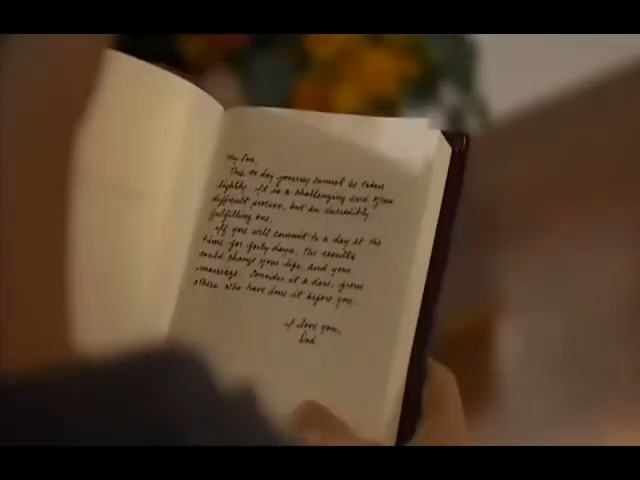 Hey Son,
This 40 day journey cannot be taken
lightly. It is a challenging and often
difficult process, but an incredibly
fulfilling one.
If you will commit to a day at the
time for forty days, the results
could change your life and your
marriage. Consider it a dare, from
others who have done it before you.
I love you,
Dad